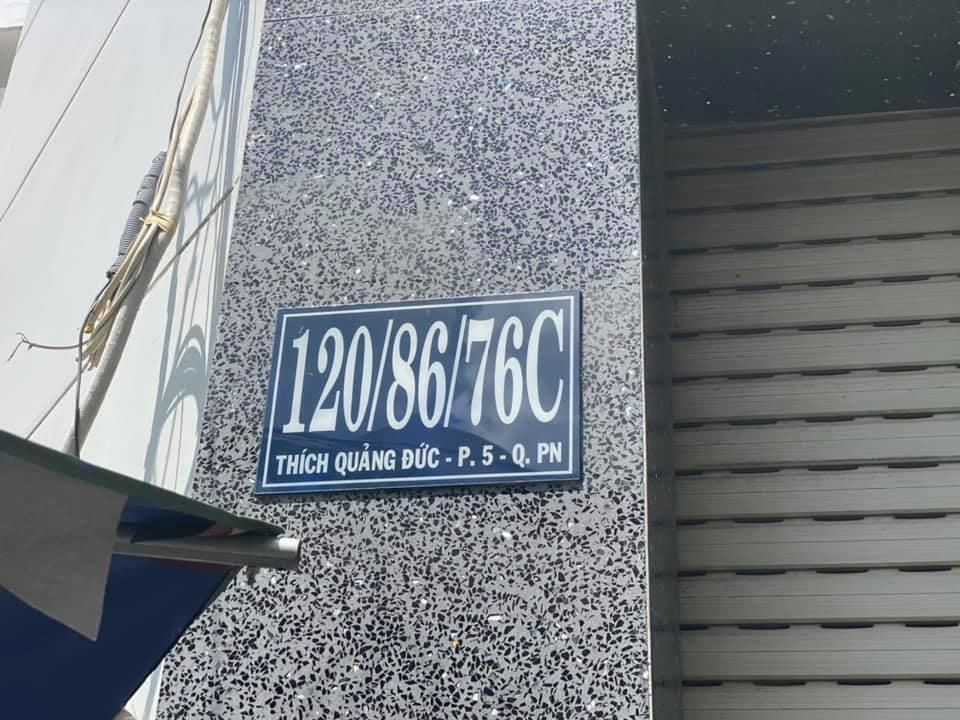 120/86/76C
THÍCH QUẢNG ĐỨC - P. 5 - Q. PN